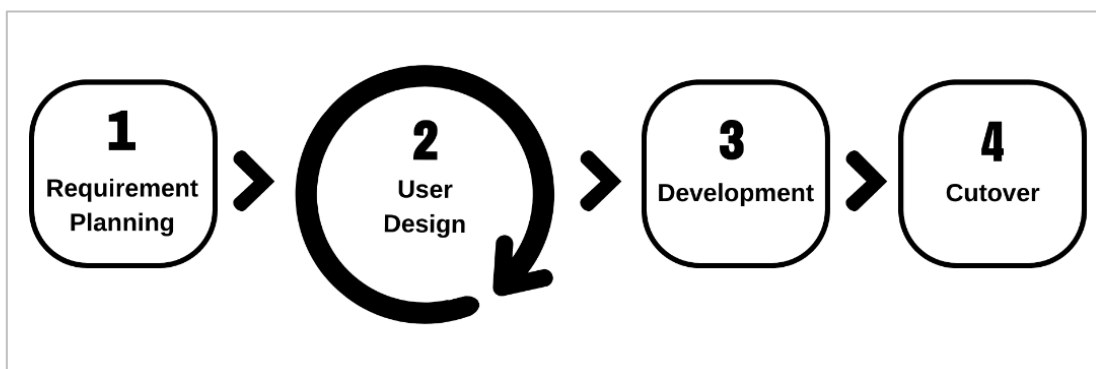 1
Requirement
Planning
2
User
Design
3
Development
4
Cutover